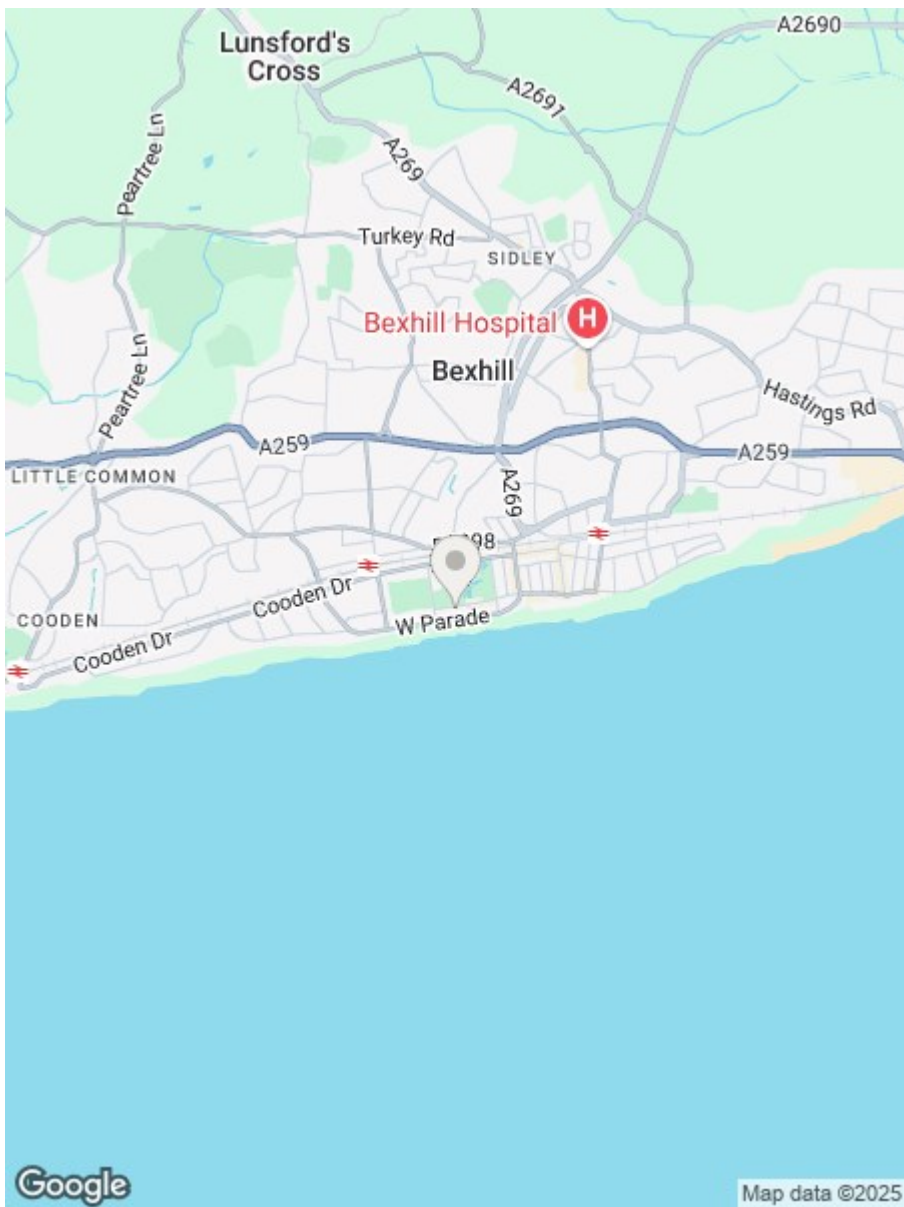 A2690
Lunsford's
Cross
A2691
Peartree Ln
A269
Turkey Rd
SIDLEY
Bexhill Hospital
H
Bexhill
Peartree Ln
Hastings Rd
A259
A259
LITTLE COMMON
A269
Cooden Dr
W Parade
COODEN
Cooden Dr
Google
Map data ©2025